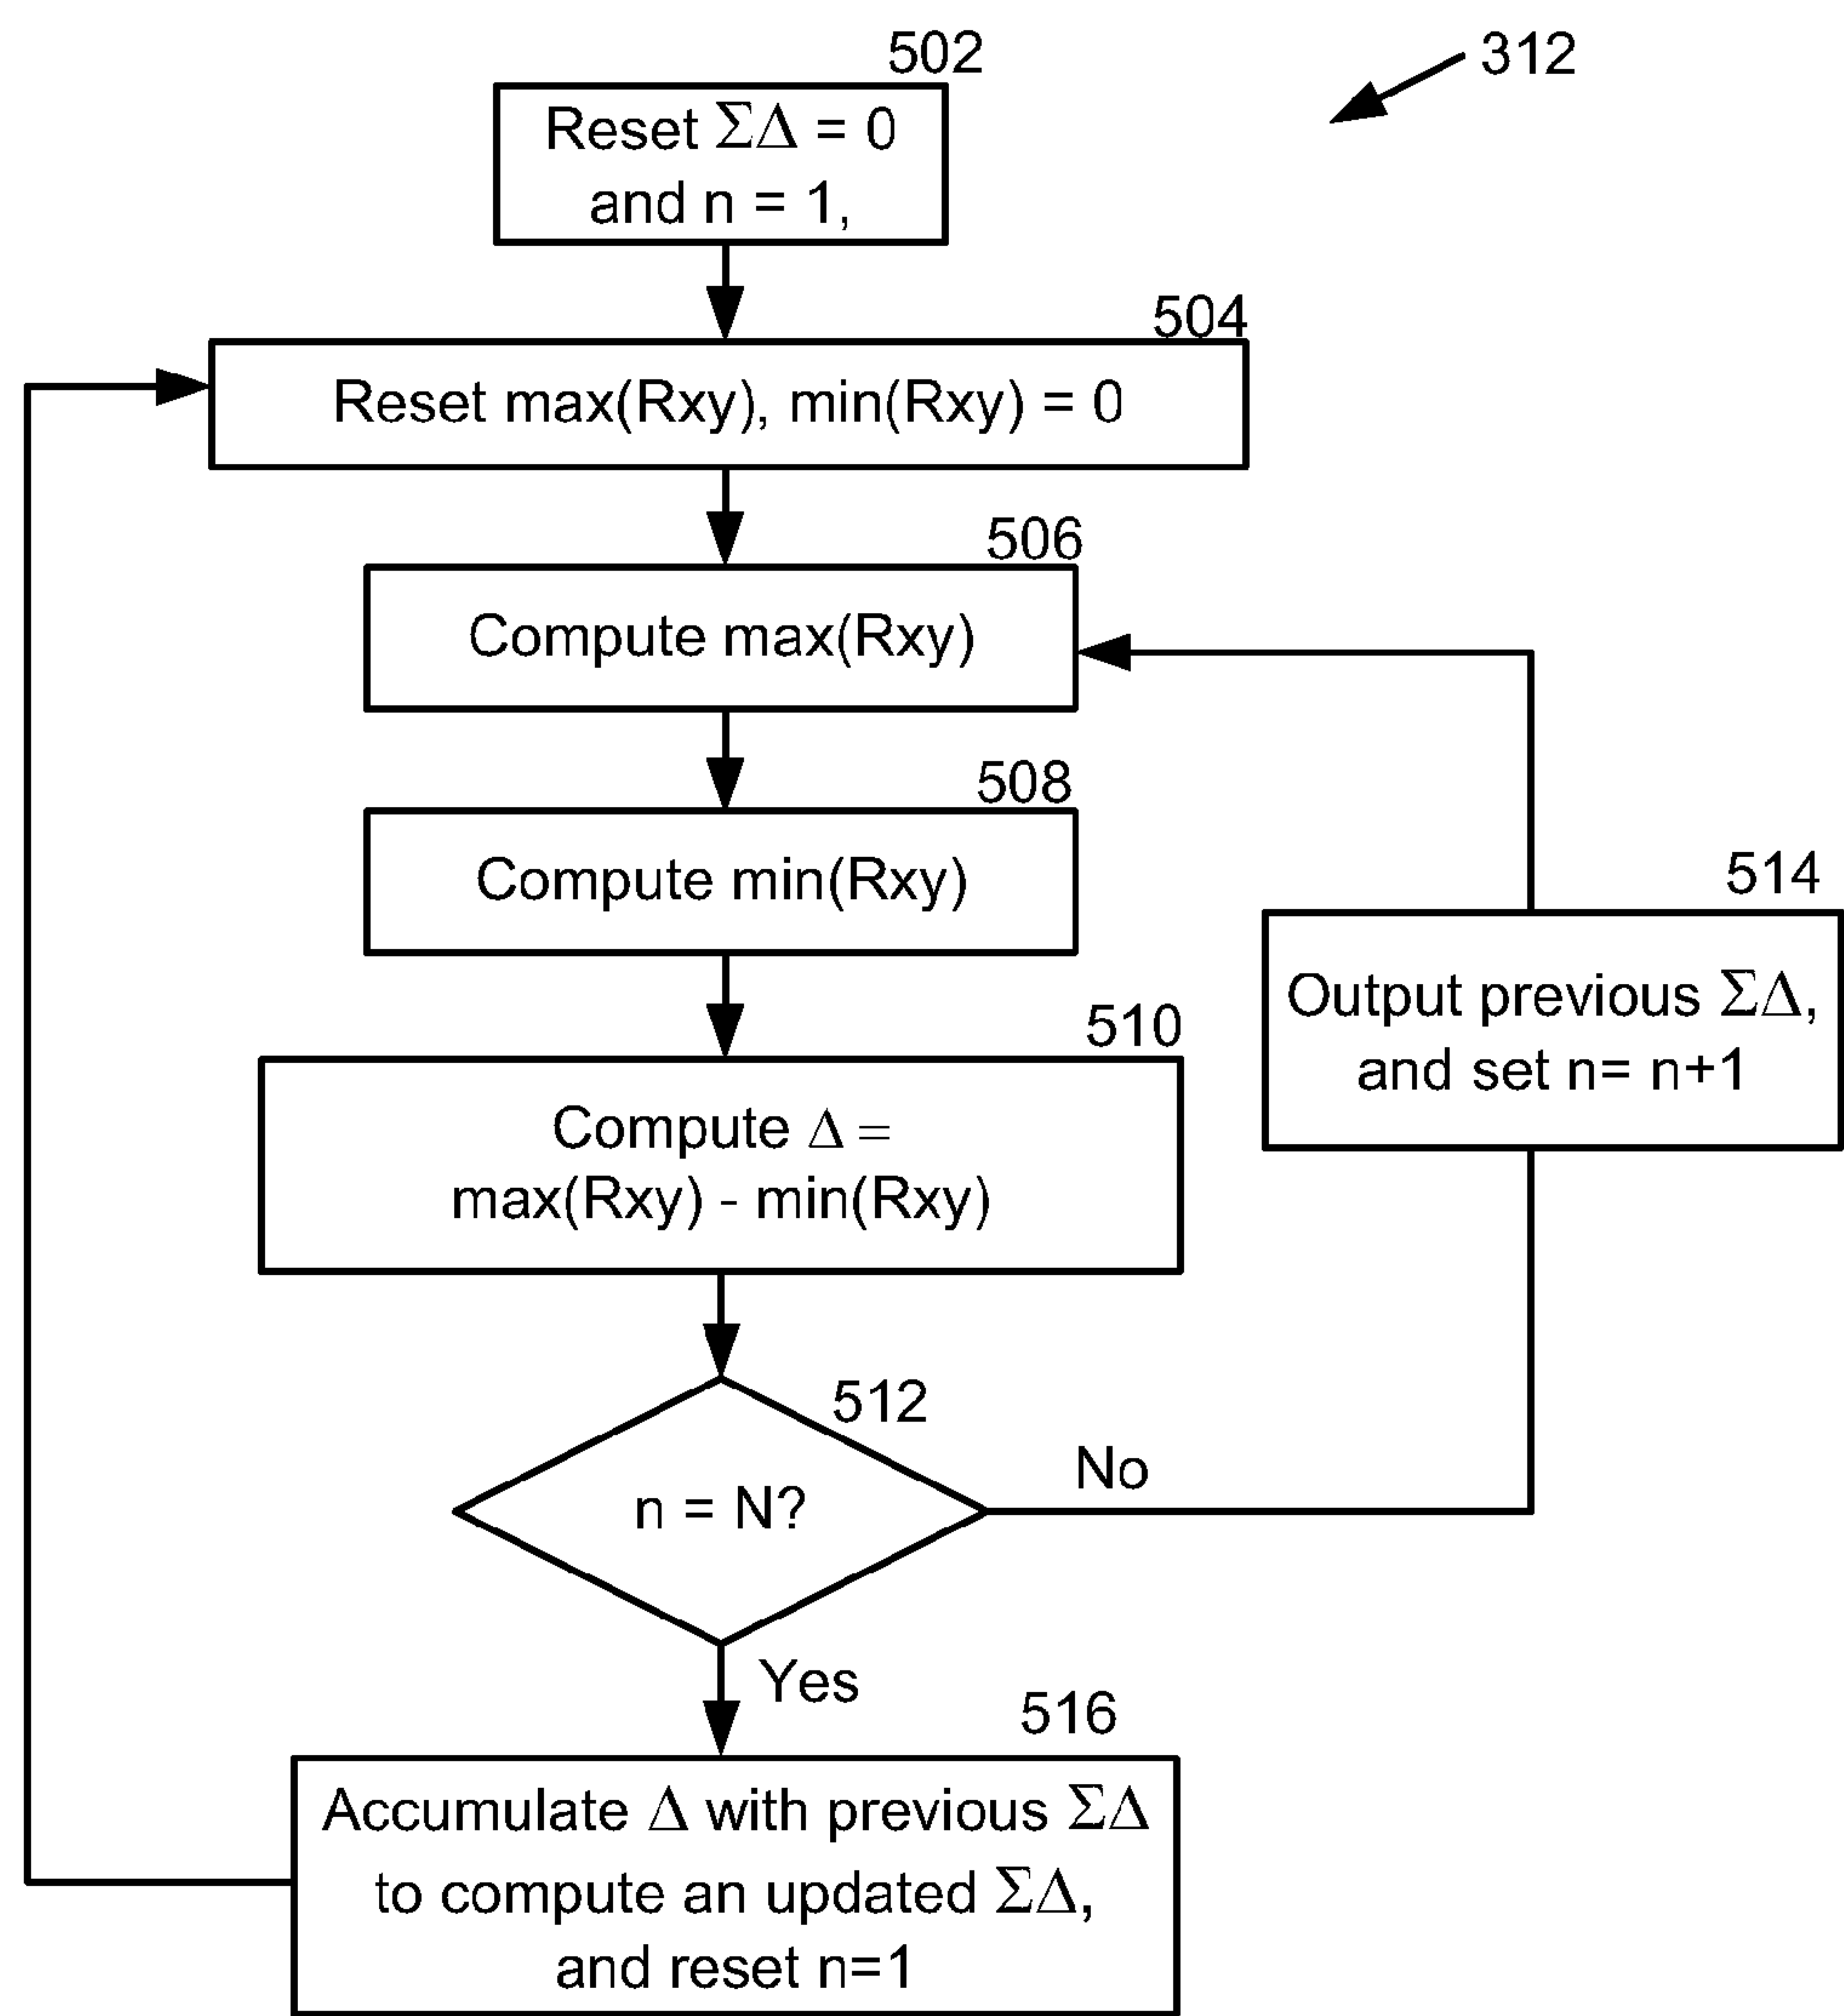 502
312
Reset ΣΔ = 0
and n = 1,
504
Reset max(Rxy), min(Rxy) = 0
506
Compute max(Rxy)
508
Compute min(Rxy)
514
Output previous ΣΔ,
and set n= n+1
510
Compute Δ =
max(Rxy) - min(Rxy)
512
n = N?
No
Yes
516
Accumulate Δ with previous ΣΔ
to compute an updated ΣΔ,
and reset n=1